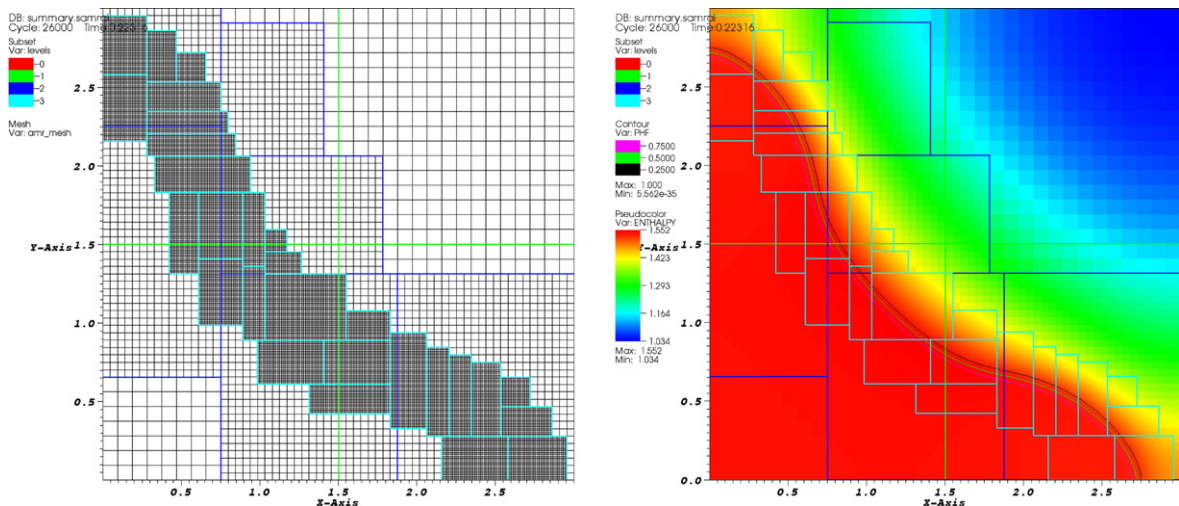 DB: summary.samrai
Cycle: 26000 Time:0.22316
Subset
Var: levels
0
1
2
3
Mesh
Var: amr_mesh
2.5
2.0
Y-Axis 1.5
1.0
0.5
0.5 1.0 1.5 2.0 2.5
X-Axis
DB: summary.samrai
Cycle: 26000 Time:0.22316
Subset
Var: levels
0
1
2
3
Contour
Var: PHF
0.7500
0.5000
0.2500
Max: 1.000
Min: 5.562e-35
Pseudocolor
Var: ENTHALPY
1.552
1.423
1.293
1.164
1.034
Max: 1.552
Min: 1.034
2.5
2.0
Y-Axis 1.5
1.0
0.5
0.0
0.5 1.0 1.5 2.0 2.5
X-Axis